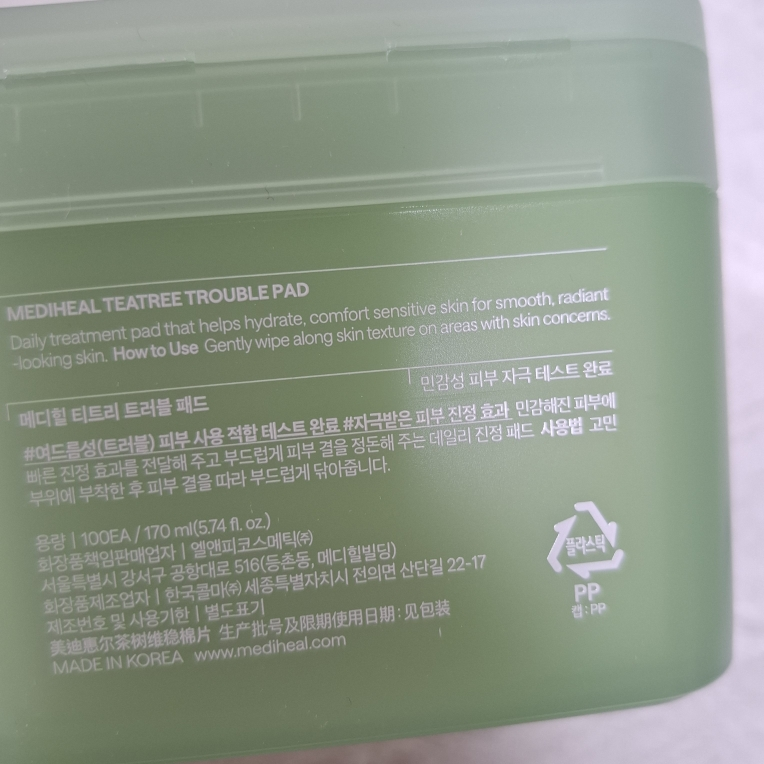 MEDIHEAL TEATREE TROUBLE PAD
Daily treatment pad that helps hydrate, comfort sensitive skin for smooth, radiant
-looking skin. How to Use Gently wipe along skin texture on areas with skin concerns.
민감성 피부 자극 테스트 완료
메디힐 티트리 트러블 패드
#여드름성(트러블) 피부 사용 적합 테스트 완료 #자극받은 피부 진정 효과 민감해진 피부에
빠른 진정 효과를 전달해 주고 부드럽게 피부 결을 정돈해 주는 데일리 진정 패드 사용법 고민
부위에 부착한 후 피부 결을 따라 부드럽게 닦아줍니다.
용량 | 100EA / 170 ml(5.74 fl. oz.)
화장품책임판매업자 | 엘앤피코스메틱㈜
서울특별시 강서구 공항대로 516(등촌동, 메디힐빌딩)
화장품제조업자 | 한국콜마㈜ 세종특별자치시 전의면 산단길 22-17
제조번호 및 사용기한 | 별도표기
美迪惠尔茶树维稳棉片 生产批号及限期使用日期: 见包装
MADE IN KOREA www.mediheal.com
플라스틱
PP
캡: PP